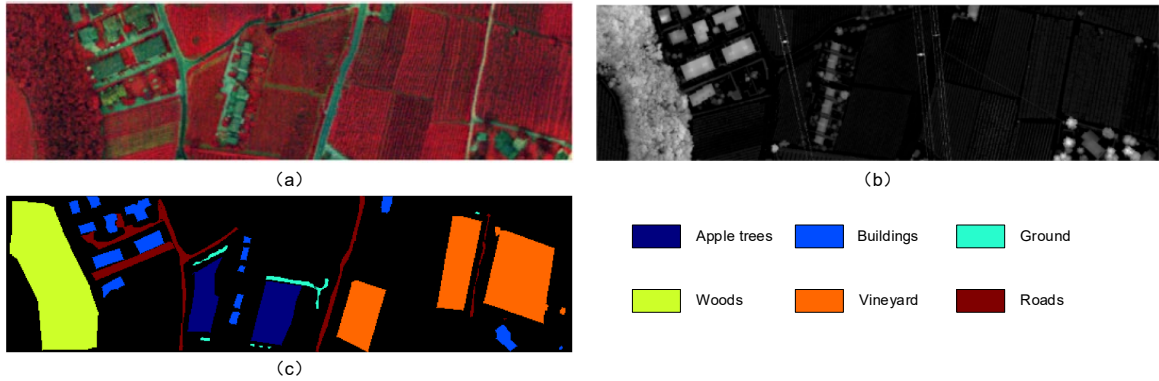 （a）
（b）
（c）
Apple trees
Buildings
Ground
Woods
Vineyard
Roads